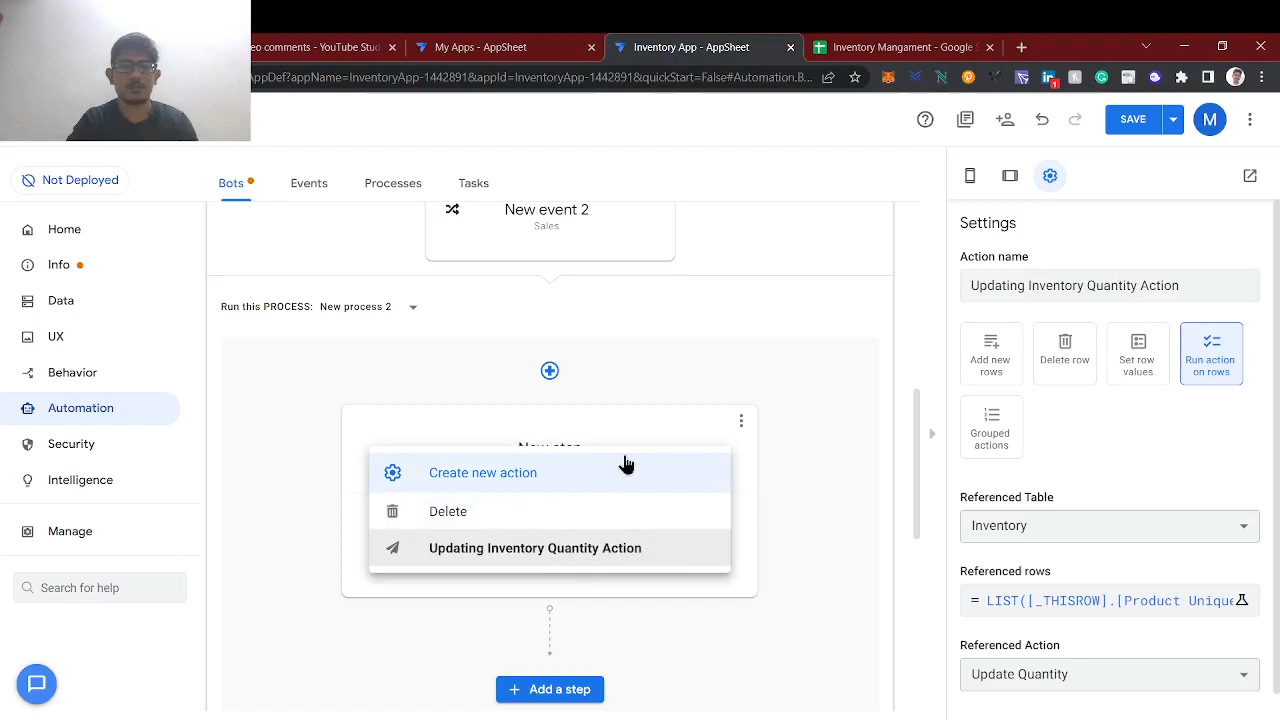 eo comments - YouTube Stud
My Apps - AppSheet
Inventory App - AppSheet
Inventory Mangament - Google S
AppDef?appName=InventoryApp-1442891&appId=InventoryApp-1442891&quickStart=False#Automation.B...
1
SAVE
M
Not Deployed
Bots
Events
Processes
Tasks
Home
Info
Data
UX
Behavior
Automation
Security
Intelligence
Manage
Search for help
New event 2
Sales
Run this PROCESS: New process 2
New step
Create new action
Delete
Updating Inventory Quantity Action
Add a step
Settings
Action name
Updating Inventory Quantity Action
Add new rows
Delete row
Set row values
Run action on rows
Grouped actions
Referenced Table
Inventory
Referenced rows
= LIST([_THISROW].[Product Unique
Referenced Action
Update Quantity